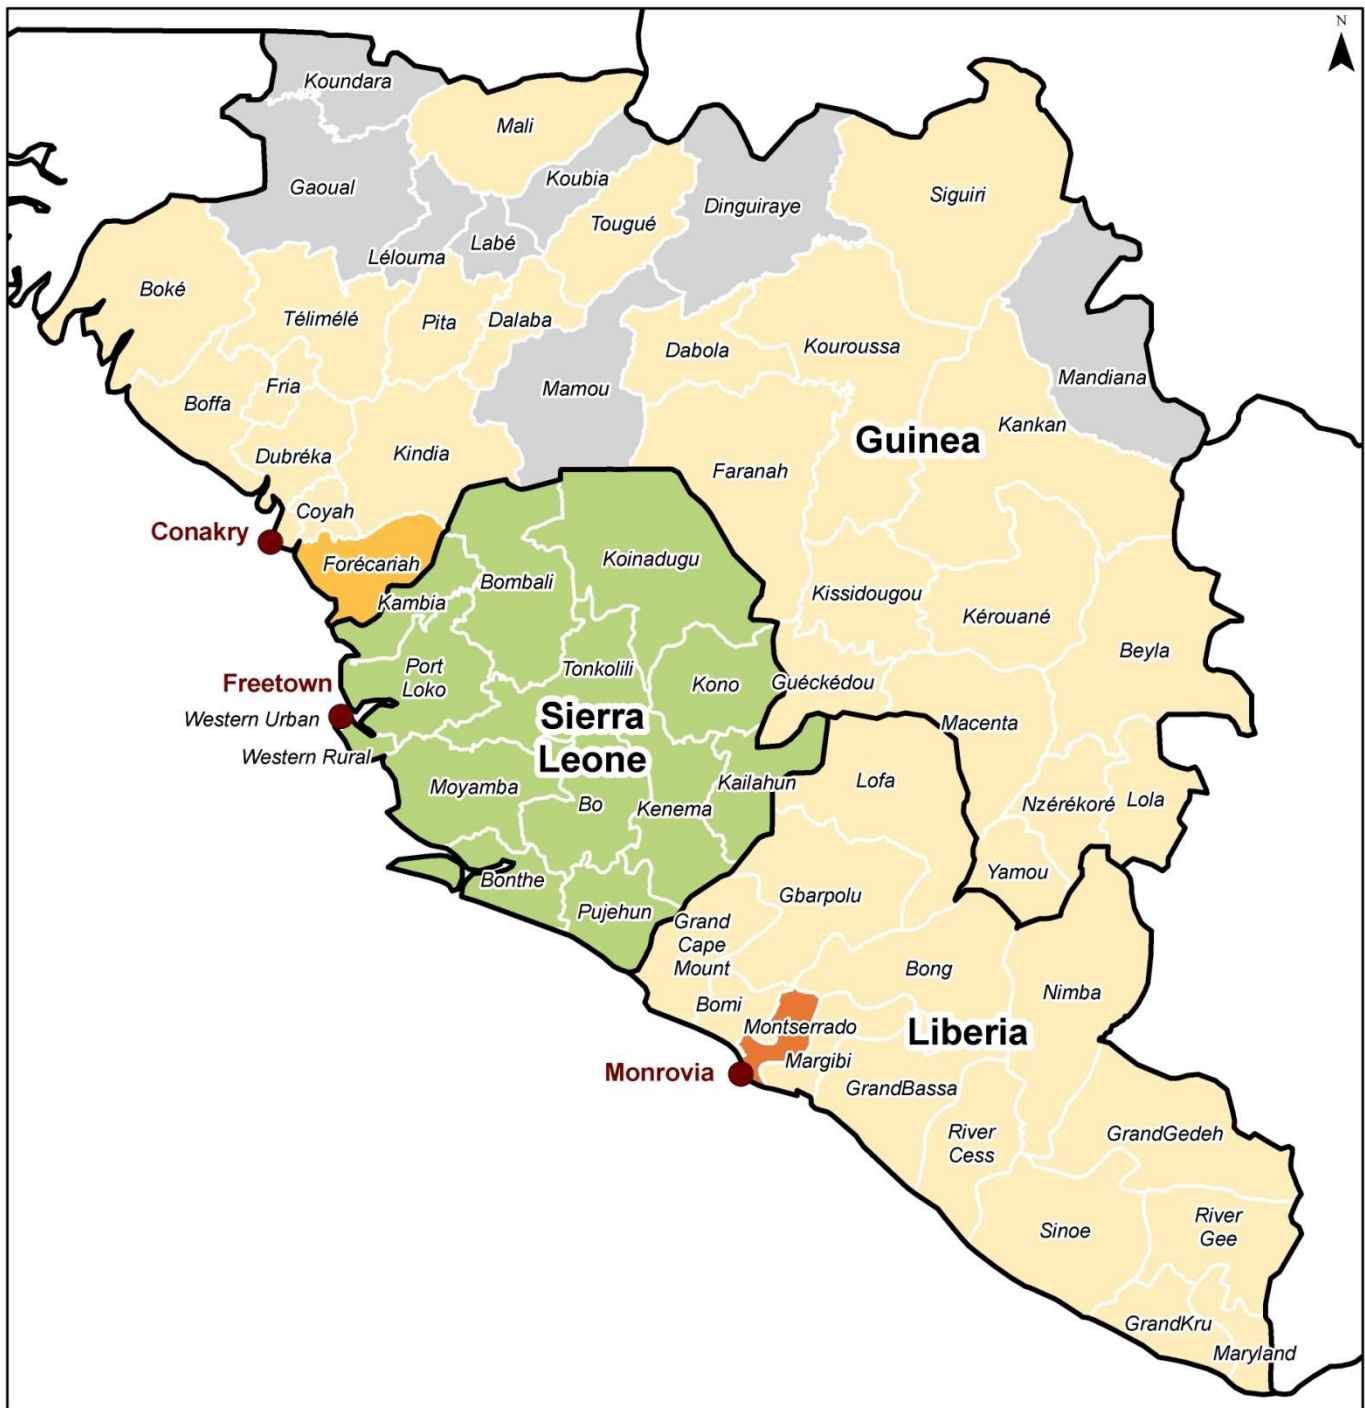 N
Koundara
Mali
Koubia
Gaoual
Siguiri
Dinguiraye
Tougué
Labé
Lélouma
Boké
Télimélé
Pita
Dalaba
Dabola
Kouroussa
Mandiana
Fria
Mamou
Boffa
Kankan
Guinea
Dubréka
Kindia
Faranah
Coyah
Conakry
Forécariah
Koinadugu
Bombali
Kambia
Kissidougou
Kérouané
Beyla
Port
Loko
Tonkolili
Kono
Guéckédou
Freetown
Western Urban
Sierra
Leone
Macenta
Western Rural
Moyamba
Kailahun
Lofa
Bo
Kenema
Nzérékoré
Lola
Yamou
Bonthe
Pujehun
Gbarpolu
Grand
Cape
Mount
Bong
Nimba
Bomi
Montserrado
Liberia
Margibi
Monrovia
GrandBassa
River
Cess
GrandGedeh
Sinoe
River
Gee
GrandKru
Maryland